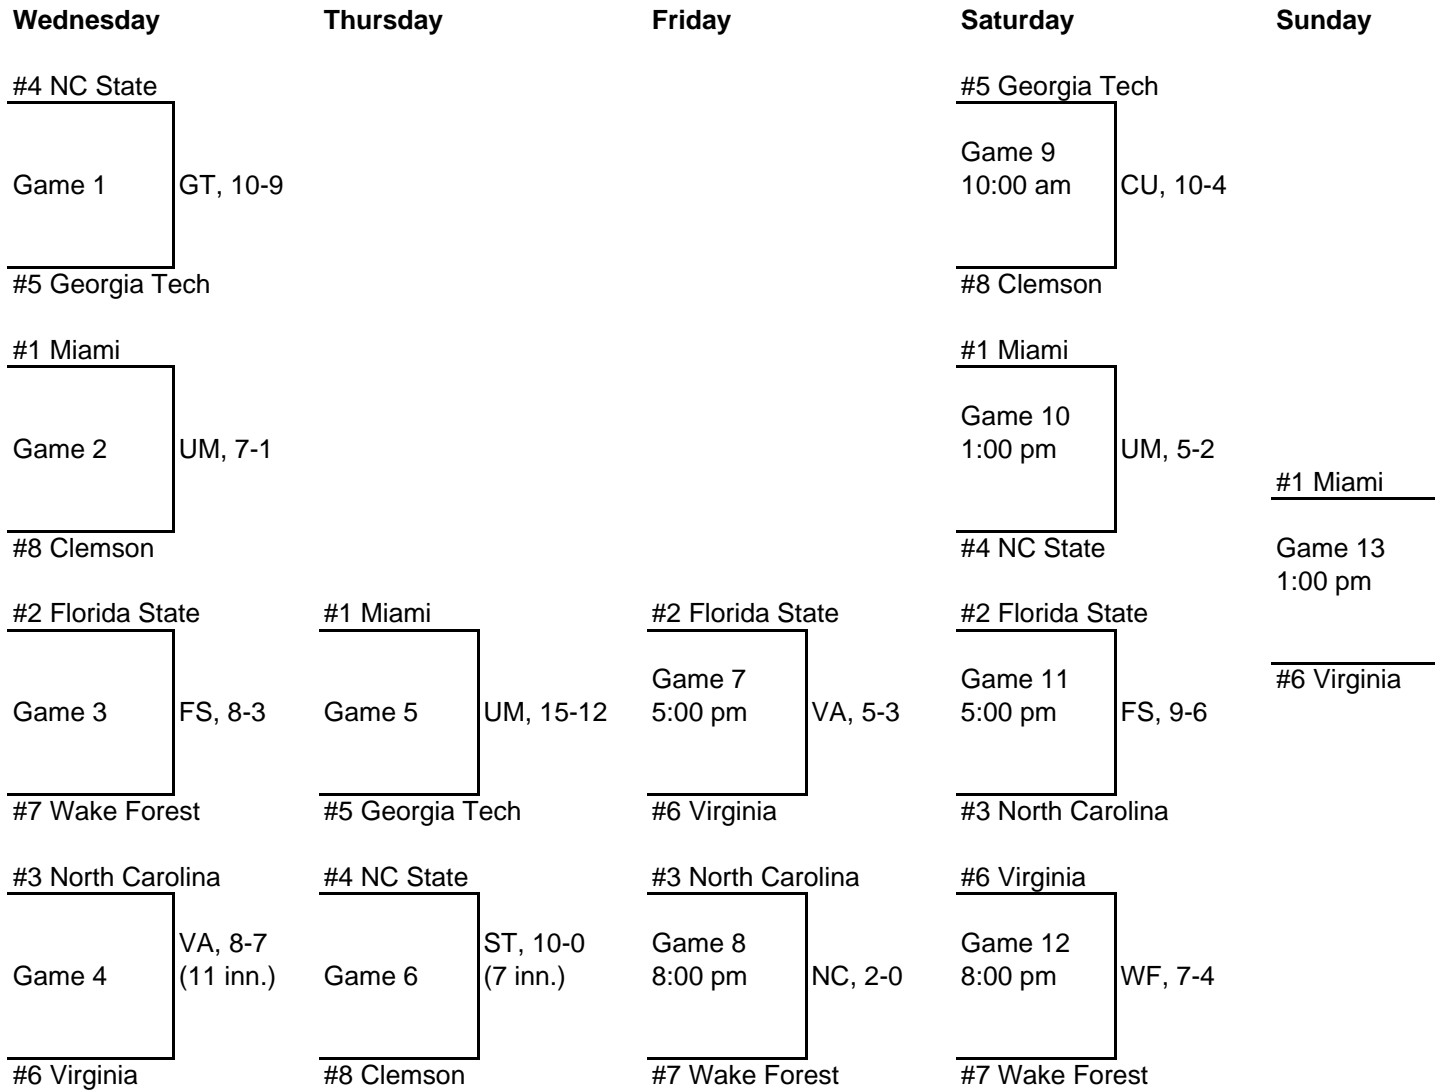 Wednesday Thursday Friday Saturday Sunday
#4 NC State #5 Georgia Tech
Game 9
Game 1 GT, 10-9 10:00 am CU, 10-4
#5 Georgia Tech #8 Clemson
#1 Miami #1 Miami
Game 10
Game 2 UM, 7-1 1:00 pm UM, 5-2
#1 Miami
#8 Clemson #4 NC State Game 13
1:00 pm
#2 Florida State #1 Miami #2 Florida State #2 Florida State
Game 7 Game 11 #6 Virginia
Game 3 FS, 8-3 Game 5 UM, 15-12 5:00 pm VA, 5-3 5:00 pm FS, 9-6
#7 Wake Forest #5 Georgia Tech #6 Virginia #3 North Carolina
#3 North Carolina #4 NC State #3 North Carolina #6 Virginia
VA, 8-7 ST, 10-0 Game 8 Game 12
Game 4 (11 inn.) Game 6 (7 inn.) 8:00 pm NC, 2-0 8:00 pm WF, 7-4
#6 Virginia #8 Clemson #7 Wake Forest #7 Wake Forest